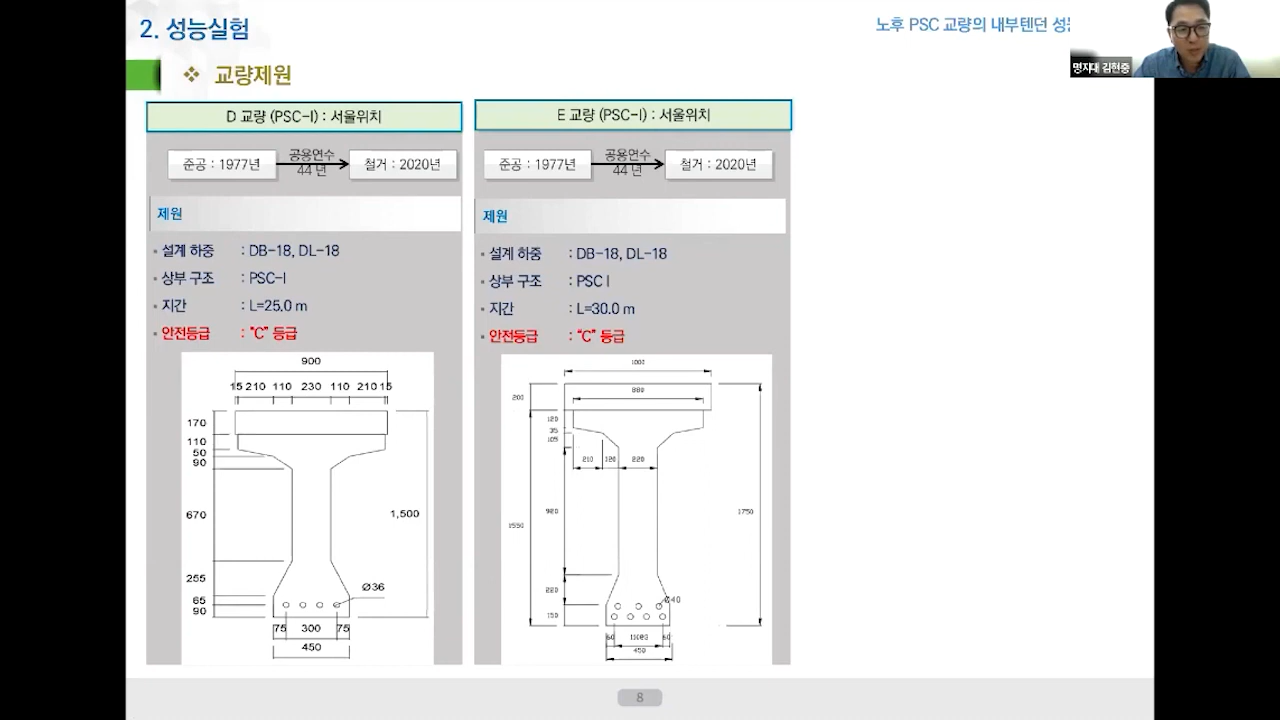 2. 성능실험
노후 PSC 교량의 내부텐던 성능
명지대 김현중
❖ 교량제원
D 교량 (PSC-I) : 서울위치
준공 : 1977년
공용연수
44 년
철거 : 2020년
제원
▪ 설계 하중 : DB-18, DL-18
▪ 상부 구조 : PSC-I
▪ 지간 : L=25.0 m
▪ 안전등급 : "C" 등급
900
15 210 110 230 110 210 15
170
110
50
90
670
1,500
255
Ø36
65
90
75 300 75
450
E 교량 (PSC-I) : 서울위치
준공 : 1977년
공용연수
44 년
철거 : 2020년
제원
▪ 설계 하중 : DB-18, DL-18
▪ 상부 구조 : PSC I
▪ 지간 : L=30.0 m
▪ 안전등급 : "C" 등급
1000
880
200
120
35
105
210 120 220
1550
1750
220
Ø40
150
60 60
450
8